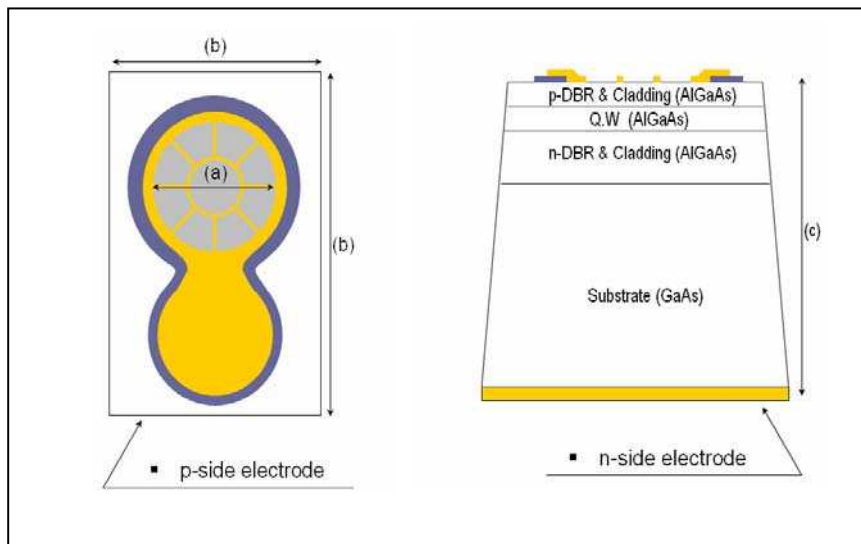 (b)
(a)
(b)
▪ p-side electrode
p-DBR & Cladding (AlGaAs)
Q.W (AlGaAs)
n-DBR & Cladding (AlGaAs)
(c)
Substrate (GaAs)
▪ n-side electrode